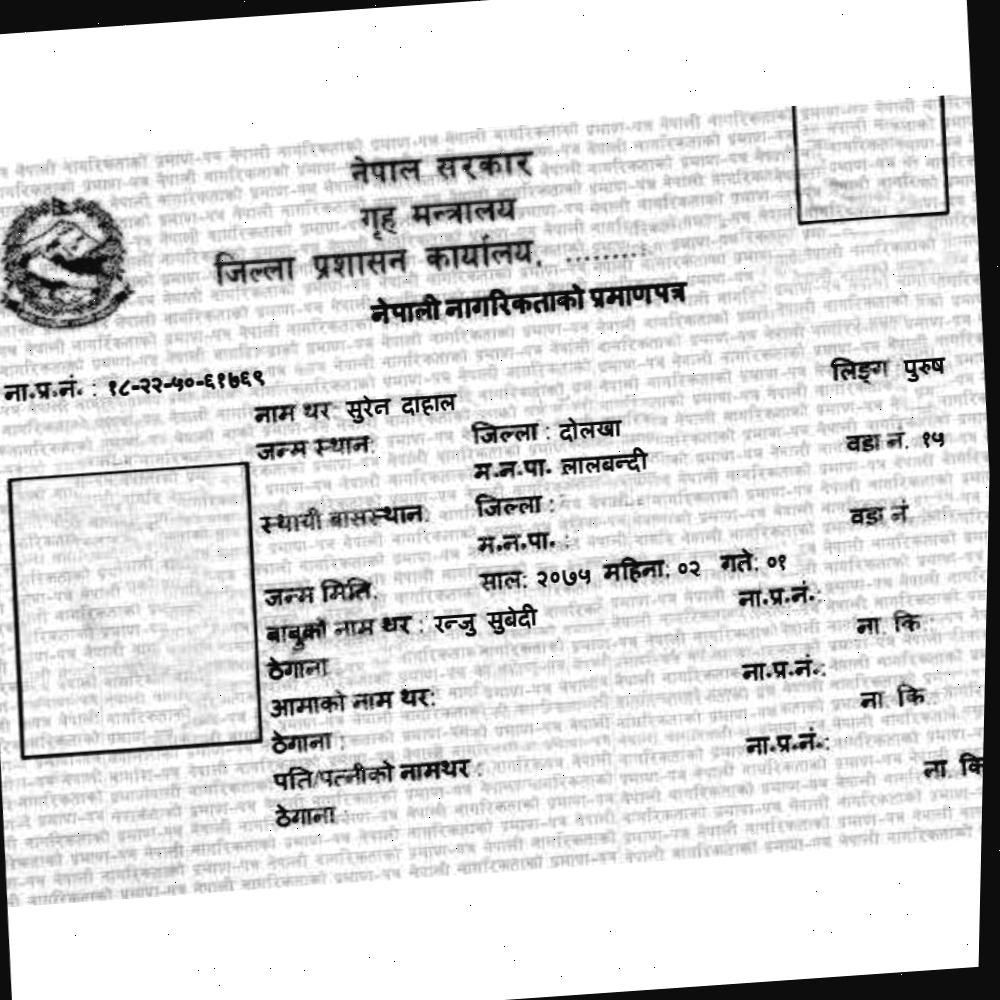 नेपाल सरकार
गृह मन्त्रालय
जिल्ला प्रशासन कार्यालय, .........
नेपाली नागरिकताको प्रमाणपत्र
ना.प्र.नं. : १८-२२-५०-६१७६९
लिङ्ग पुरुष
नाम थर सुरेन दाहाल
जन्म स्थान: जिल्ला : दोलखा वडा नं. १५
म.न.पा. लालबन्दी
स्थायी बासस्थान: जिल्ला : वडा नं
म.न.पा. :
जन्म मिति: साल: २०७५ महिना: ०२ गते: ०१
बाबुको नाम थर : रन्जु सुबेदी ना.प्र.नं.:
ठेगाना ना. कि
आमाको नाम थर: ना.प्र.नं.:
ठेगाना : ना. कि
पति/पत्नीको नामथर : ना.प्र.नं.:
ठेगाना : ना. कि